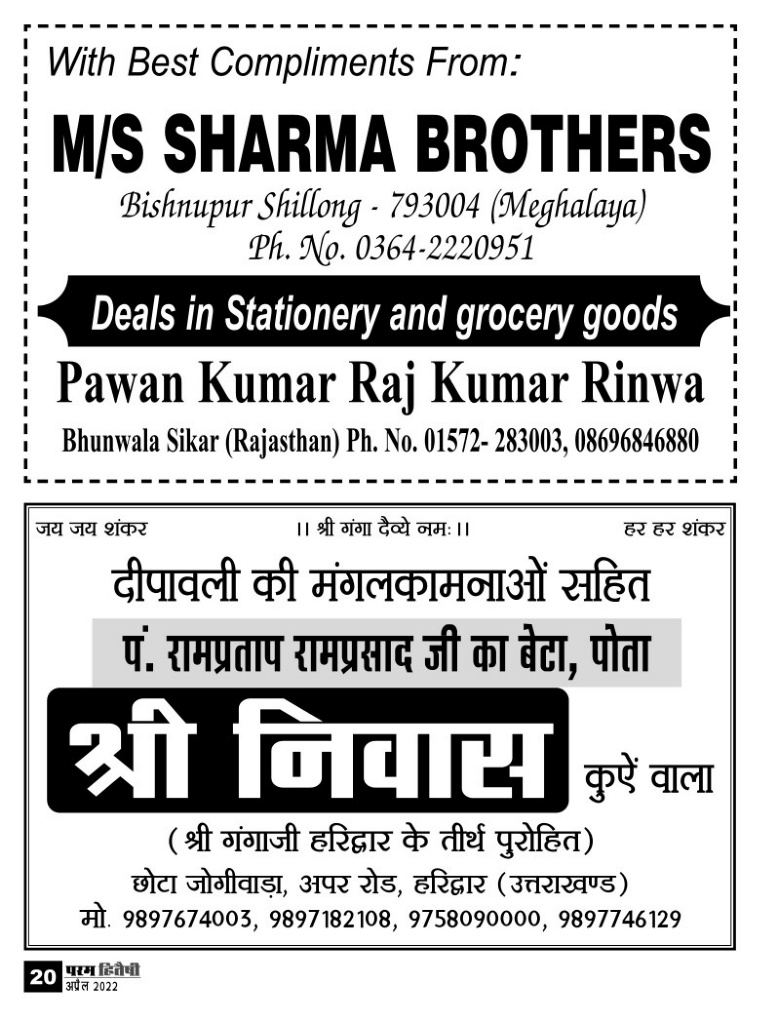 With Best Compliments From:
M/S SHARMA BROTHERS
Bishnupur Shillong - 793004 (Meghalaya)
Ph. No. 0364-2220951
Deals in Stationery and grocery goods
Pawan Kumar Raj Kumar Rinwa
Bhunwala Sikar (Rajasthan) Ph. No. 01572- 283003, 08696846880
जय जय शंकर ।। श्री गंगा दैव्ये नमः ।। हर हर शंकर
दीपावली की मंगलकामनाओं सहित
पं. रामप्रताप रामप्रसाद जी का बेटा, पोता
श्री निवास कुऐं वाला
(श्री गंगाजी हरिद्वार के तीर्थ पुरोहित)
छोटा जोगीवाड़ा, अपर रोड, हरिद्वार (उत्तराखण्ड)
मो. 9897674003, 9897182108, 9758090000, 9897746129
20 परम हितैषी
अप्रैल 2022